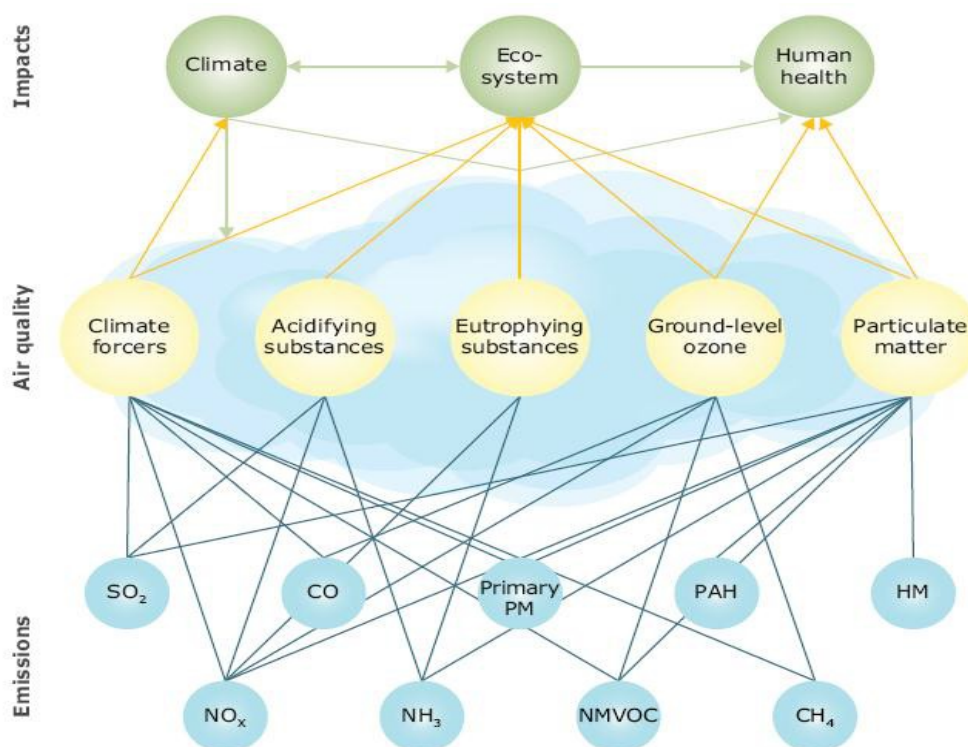 Impacts
Climate
Eco-
system
Human
health
Air quality
Climate
forcers
Acidifying
substances
Eutrophying
substances
Ground-level
ozone
Particulate
matter
Emissions
SO₂
CO
Primary
PM
PAH
HM
NOₓ
NH₃
NMVOC
CH₄